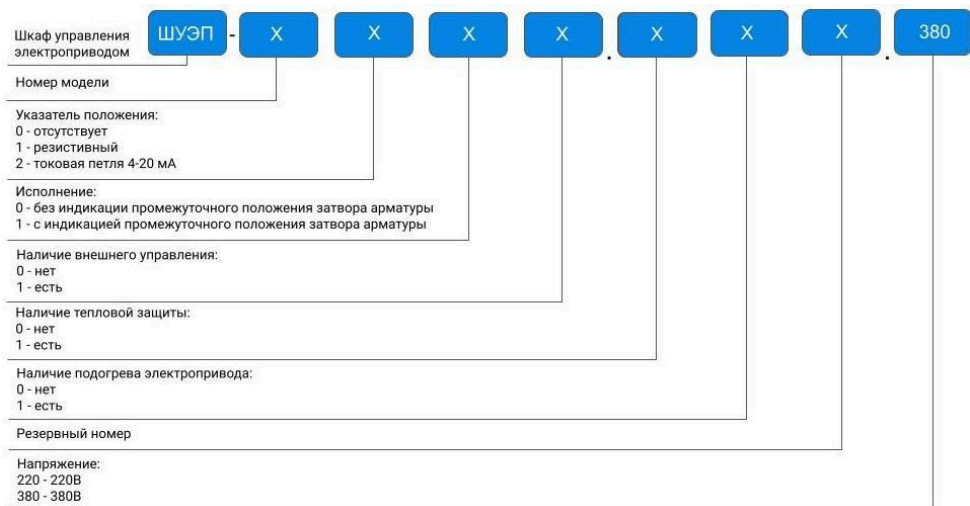 Шкаф управления
электроприводом
ШУЭП - X X X X . X X X . 380
Номер модели
Указатель положения:
0 - отсутствует
1 - резистивный
2 - токовая петля 4-20 мА
Исполнение:
0 - без индикации промежуточного положения затвора арматуры
1 - с индикацией промежуточного положения затвора арматуры
Наличие внешнего управления:
0 - нет
1 - есть
Наличие тепловой защиты:
0 - нет
1 - есть
Наличие подогрева электропривода:
0 - нет
1 - есть
Резервный номер
Напряжение:
220 - 220В
380 - 380В